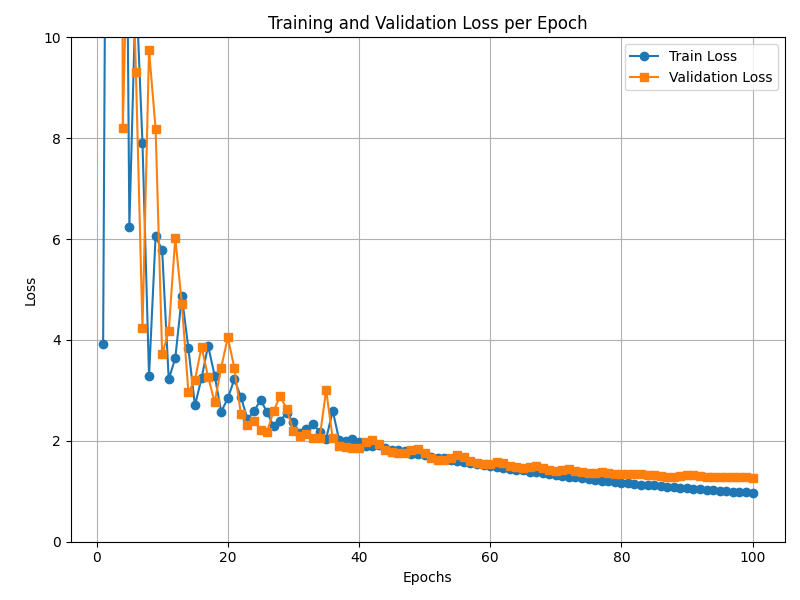 Training and Validation Loss per Epoch
Train Loss
Validation Loss
Loss
10
8
6
4
2
0
0 20 40 60 80 100
Epochs